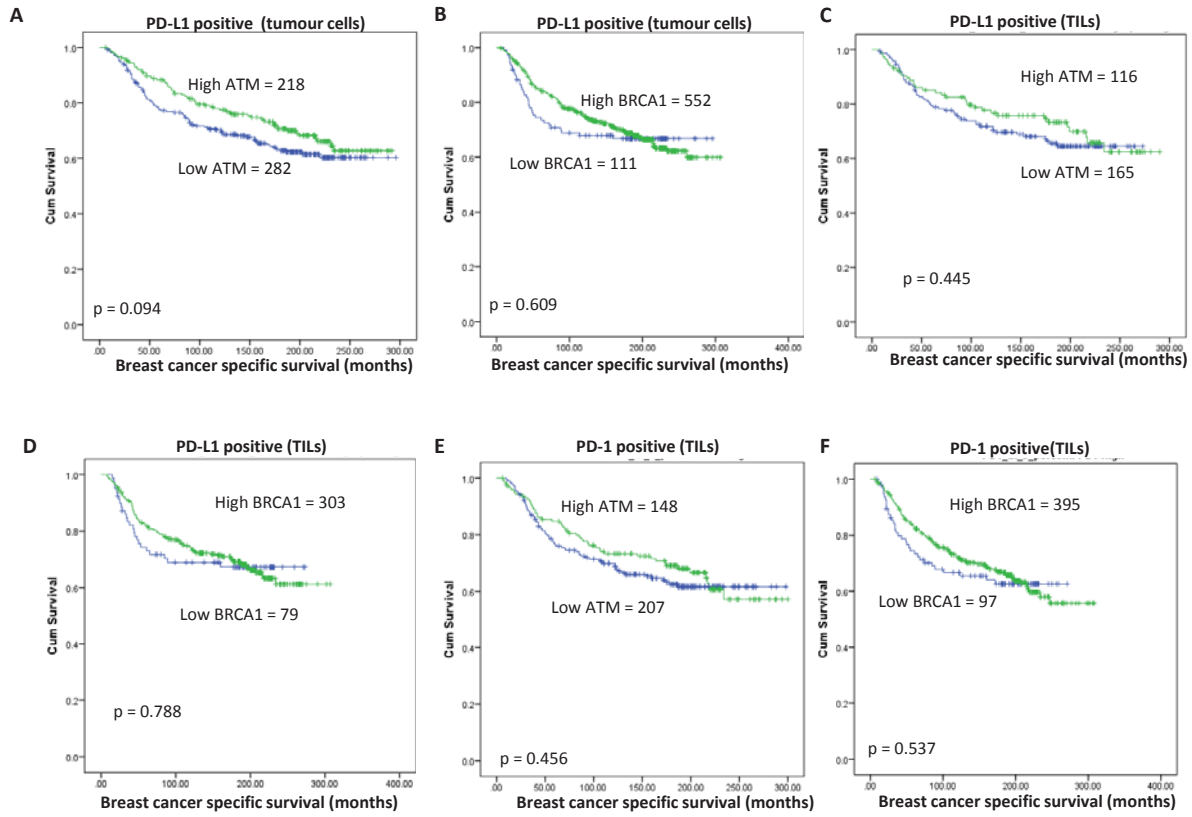 A
PD-L1 positive (tumour cells)
Cum Survival
1.0
0.8
0.6
0.4
0.2
0.0
High ATM = 218
Low ATM = 282
p = 0.094
.00 50.00 100.00 150.00 200.00 250.00 300.00
Breast cancer specific survival (months)
B
PD-L1 positive (tumour cells)
Cum Survival
1.0
0.8
0.6
0.4
0.2
0.0
High BRCA1 = 552
Low BRCA1 = 111
p = 0.609
.00 100.00 200.00 300.00 400.00
Breast cancer specific survival (months)
C
PD-L1 positive (TILs)
Cum Survival
1.0
0.8
0.6
0.4
0.2
0.0
High ATM = 116
Low ATM = 165
p = 0.445
.00 50.00 100.00 150.00 200.00 250.00 300.00
Breast cancer specific survival (months)
D
PD-L1 positive (TILs)
Cum Survival
1.0
0.8
0.6
0.4
0.2
0.0
High BRCA1 = 303
Low BRCA1 = 79
p = 0.788
.00 100.00 200.00 300.00 400.00
Breast cancer specific survival (months)
E
PD-1 positive (TILs)
Cum Survival
1.0
0.8
0.6
0.4
0.2
0.0
High ATM = 148
Low ATM = 207
p = 0.456
.00 50.00 100.00 150.00 200.00 250.00 300.00
Breast cancer specific survival (months)
F
PD-1 positive(TILs)
Cum Survival
1.0
0.8
0.6
0.4
0.2
0.0
High BRCA1 = 395
Low BRCA1 = 97
p = 0.537
.00 100.00 200.00 300.00 400.00
Breast cancer specific survival (months)